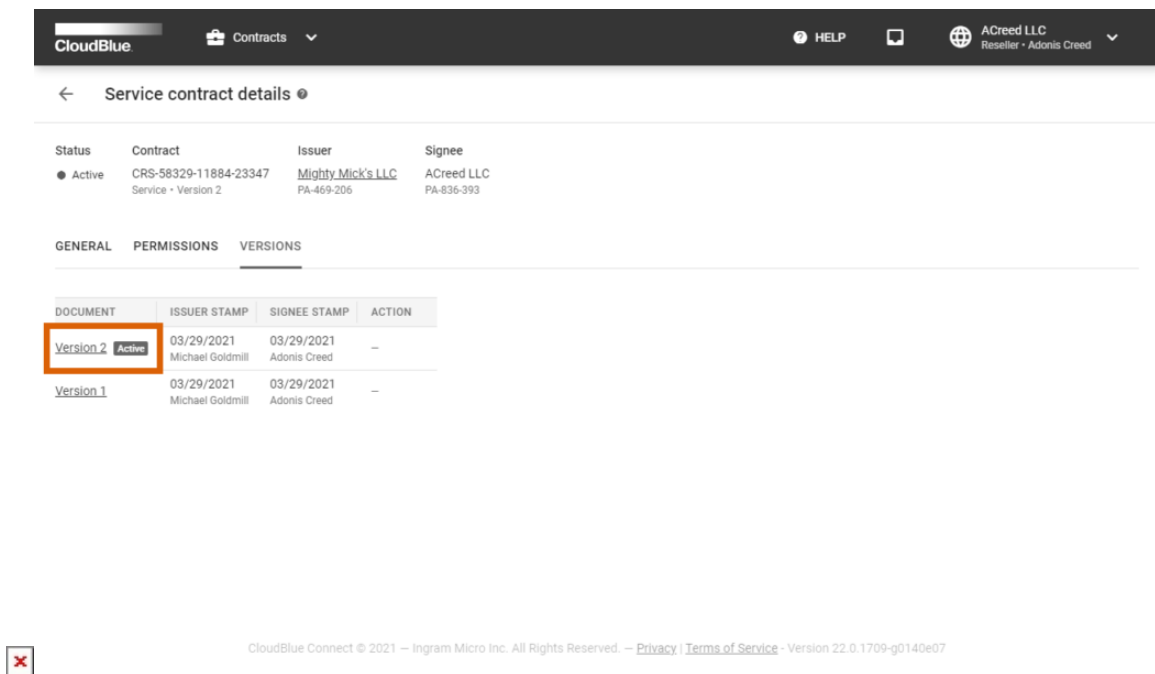 CloudBlue.
Contracts
HELP
ACreed LLC
Reseller • Adonis Creed
Service contract details
Status Contract Issuer Signee
Active CRS-58329-11884-23347 Mighty Mick's LLC ACreed LLC
Service • Version 2 PA-469-206 PA-836-393
GENERAL PERMISSIONS VERSIONS
DOCUMENT ISSUER STAMP SIGNEE STAMP ACTION
Version 2 Active 03/29/2021 03/29/2021 –
Michael Goldmill Adonis Creed
Version 1 03/29/2021 03/29/2021 –
Michael Goldmill Adonis Creed
CloudBlue Connect © 2021 — Ingram Micro Inc. All Rights Reserved. — Privacy | Terms of Service - Version 22.0.1709-g0140e07